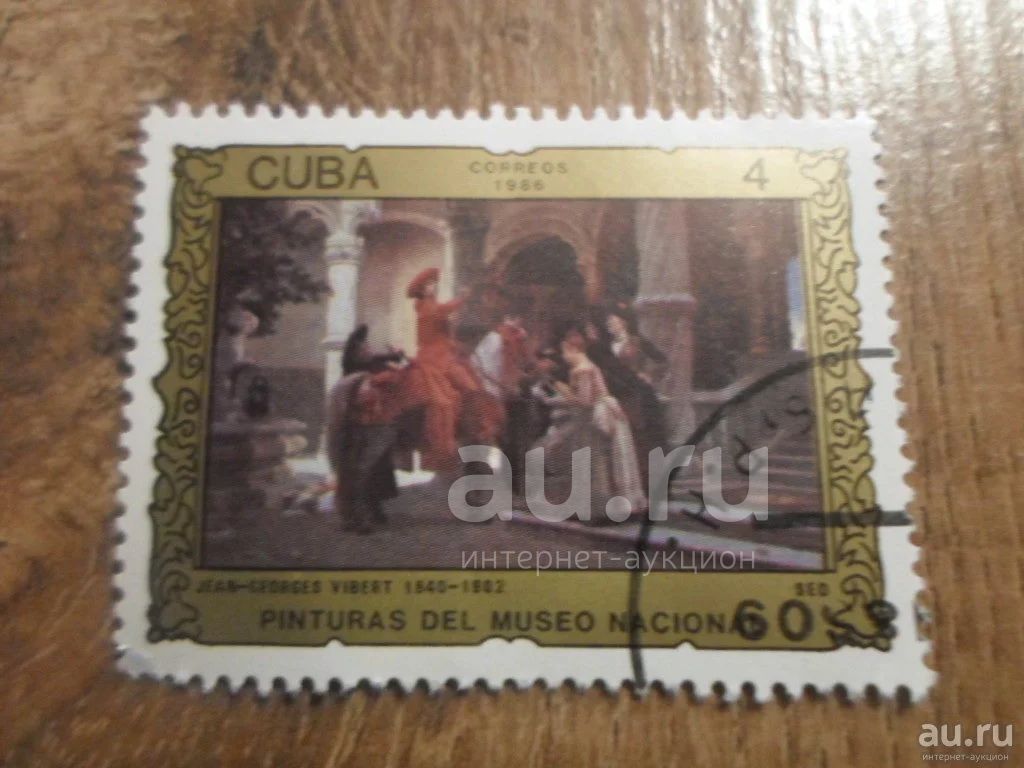 CUBA
CORREOS
1986
4
JEAN-GEORGES VIBERT 1840-1902
SEO
PINTURAS DEL MUSEO NACIONAL
60
au.ru
интернет-аукцион
au.ru
интернет-аукцион